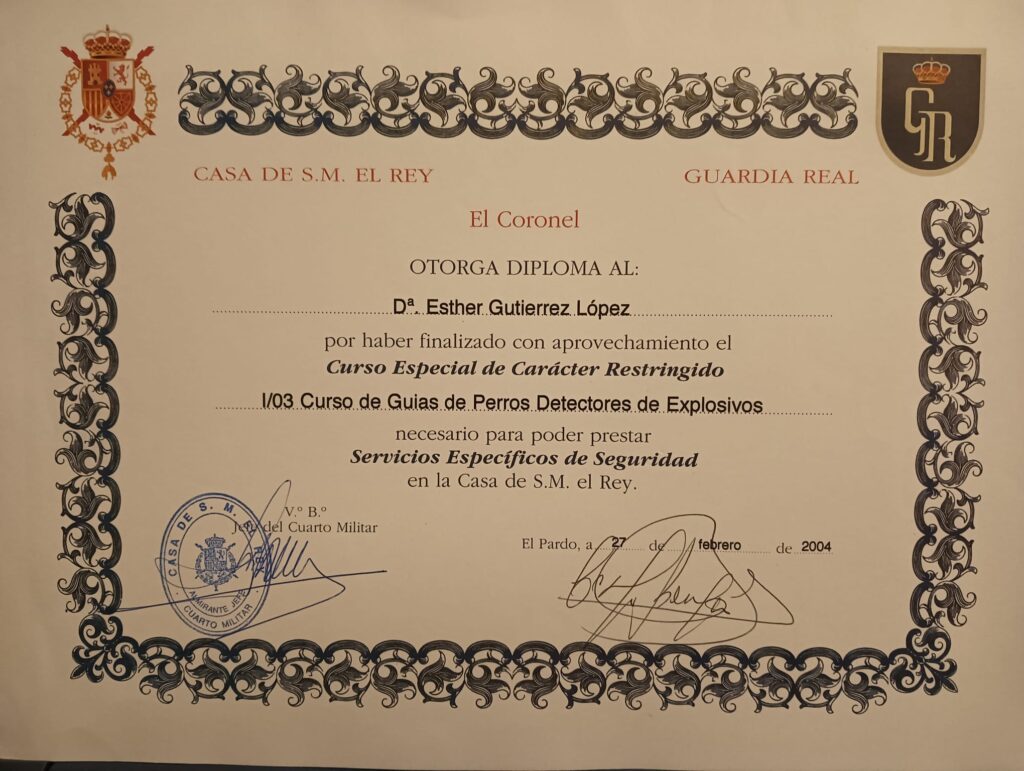 GR
CASA DE S.M. EL REY
GUARDIA REAL
El Coronel
OTORGA DIPLOMA AL:
Dª. Esther Gutierrez López
por haber finalizado con aprovechamiento el
Curso Especial de Carácter Restringido
I/03 Curso de Guias de Perros Detectores de Explosivos
necesario para poder prestar
Servicios Específicos de Seguridad
en la Casa de S.M. el Rey.
V.º B.º
Jefe del Cuarto Militar
CASA DE S. M. EL REY
ALMIRANTE JEFE
CUARTO MILITAR
El Pardo, a 27 de febrero de 2004